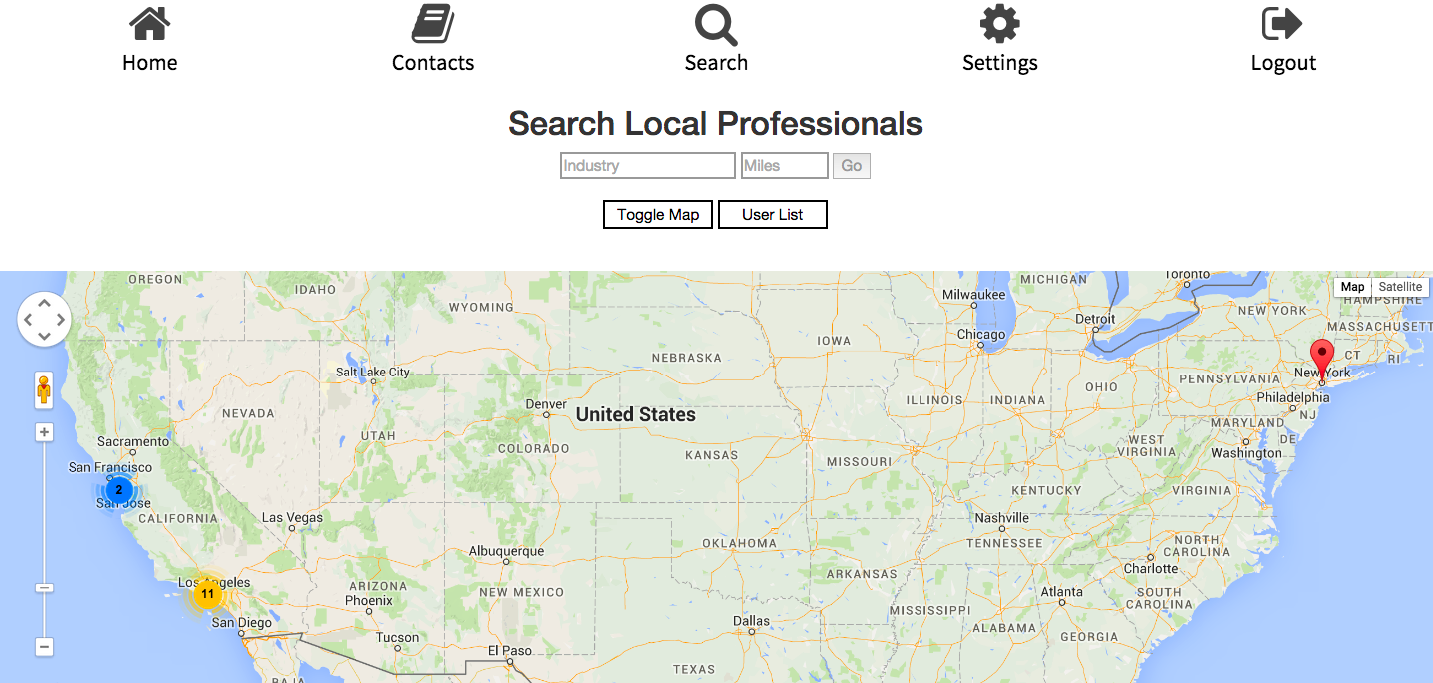 Home
Contacts
Search
Settings
Logout
Search Local Professionals
Industry
Miles
Go
Toggle Map
User List
OREGON
IDAHO
WYOMING
Milwaukee
MICHIGAN
Toronto
Map
Satellite
HAMPSHIRE
NEW YORK
MASSACHUSETT
Detroit
Chicago
IOWA
NEBRASKA
CT
RI
Salt Lake City
New York
PENNSYLVANIA
OHIO
Philadelphia
ILLINOIS
INDIANA
Denver
United States
NEVADA
NJ
MARYLAND
UTAH
Sacramento
DE
WEST
VIRGINIA
Washington
COLORADO
KANSAS
MISSOURI
San Francisco
2
San Jose
KENTUCKY
VIRGINIA
CALIFORNIA
Las Vegas
Nashville
TENNESSEE
NORTH
CAROLINA
OKLAHOMA
Albuquerque
Charlotte
ARKANSAS
Los Angeles
11
ARIZONA
Phoenix
NEW MEXICO
Atlanta
SOUTH
CAROLINA
MISSISSIPPI
San Diego
Dallas
ALABAMA
GEORGIA
Tucson
El Paso
TEXAS
BAJA